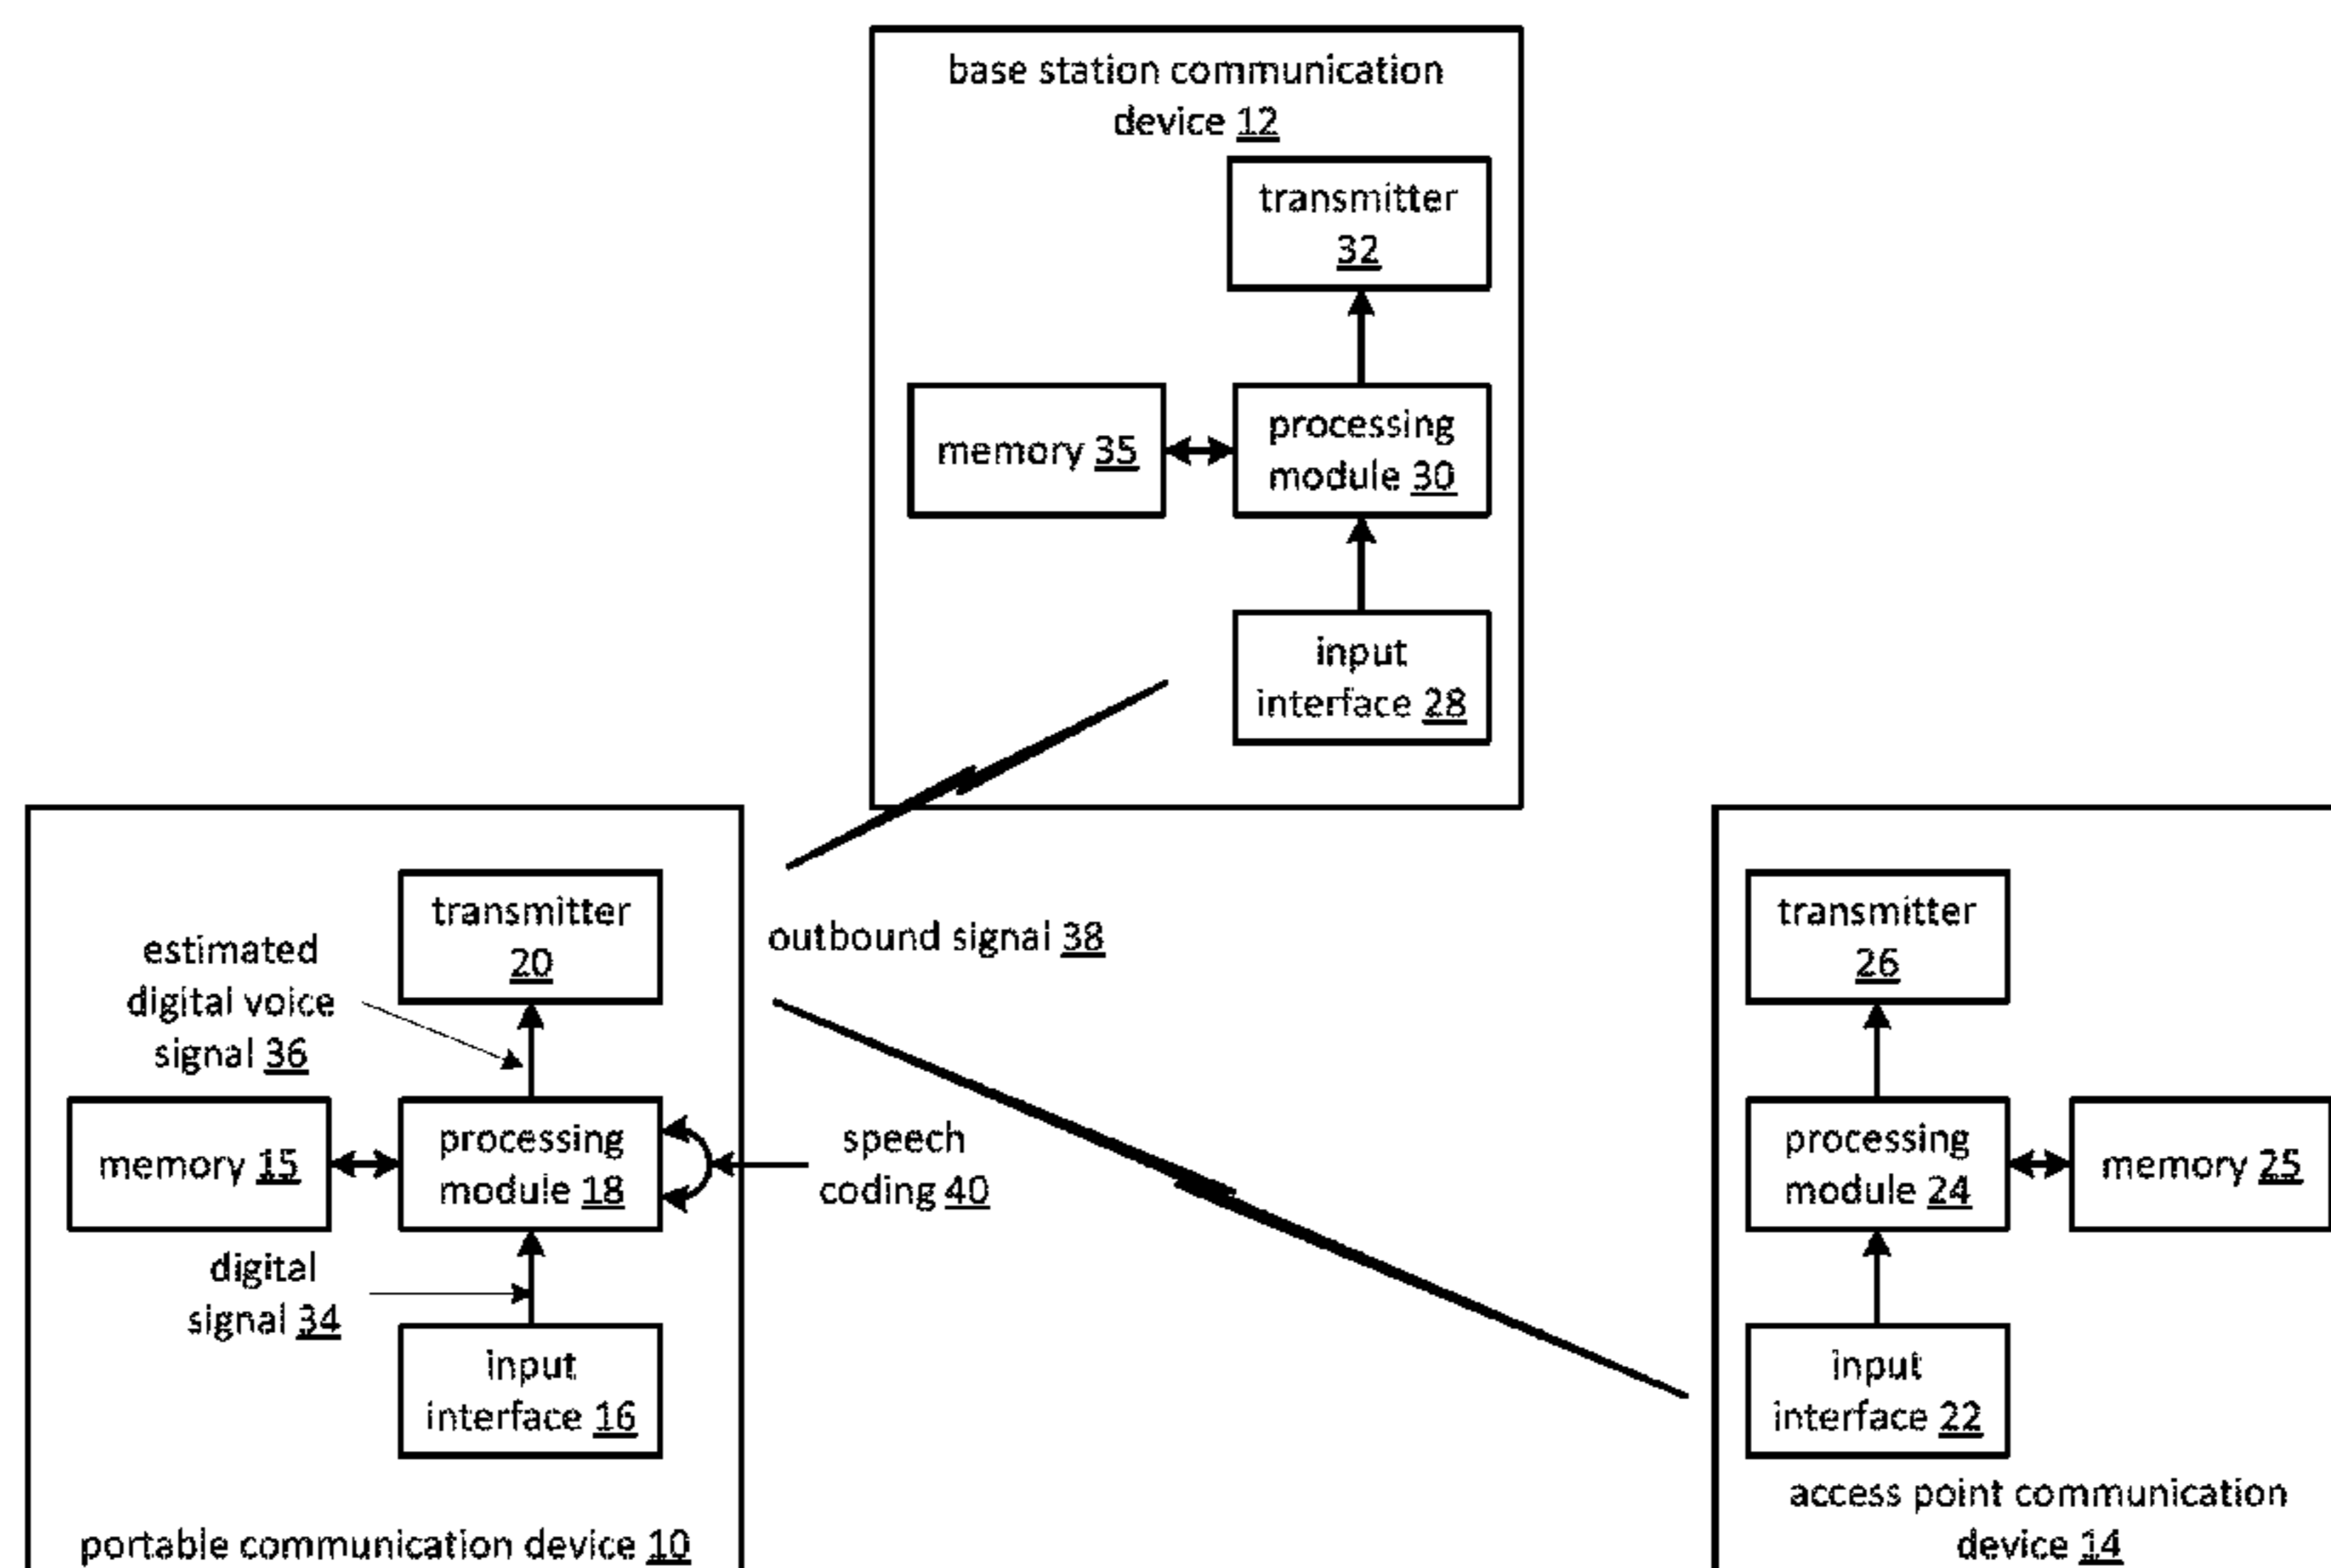 base station communication
device 12
transmitter
32
memory 35
processing
module 30
input
interface 28
transmitter
20
estimated
digital voice
signal 36
memory 15
processing
module 18
speech
coding 40
digital
signal 34
input
interface 16
portable communication device 10
outbound signal 38
transmitter
26
processing
module 24
memory 25
input
interface 22
access point communication
device 14